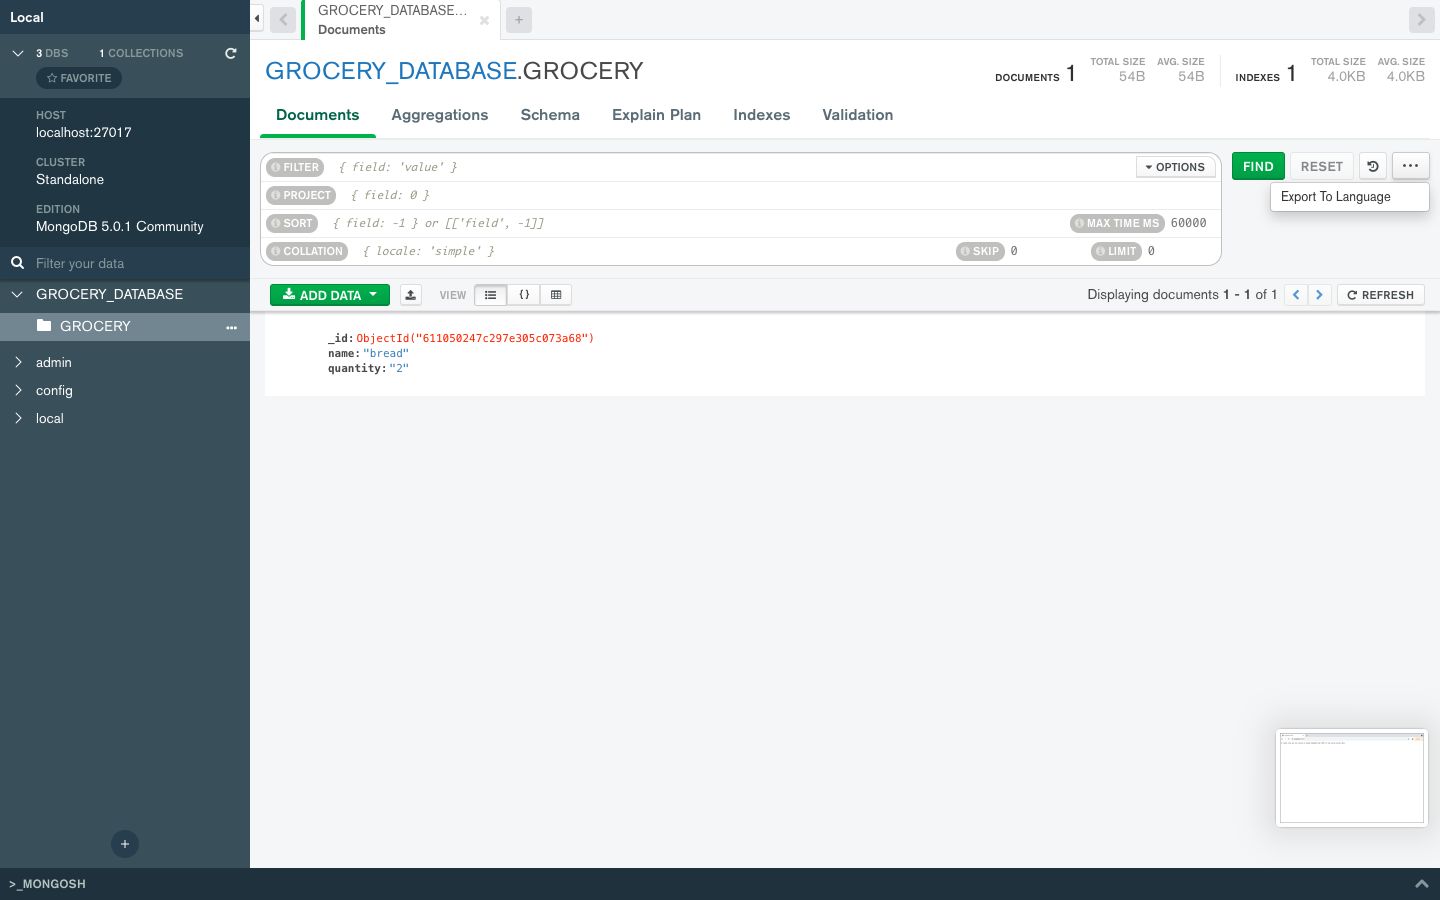 Local
3 DBS 1 COLLECTIONS
FAVORITE
HOST
localhost:27017
CLUSTER
Standalone
EDITION
MongoDB 5.0.1 Community
Filter your data
GROCERY_DATABASE
GROCERY
admin
config
local
GROCERY_DATABASE...
Documents
GROCERY_DATABASE.GROCERY
DOCUMENTS 1 TOTAL SIZE 54B AVG. SIZE 54B
INDEXES 1 TOTAL SIZE 4.0KB AVG. SIZE 4.0KB
Documents Aggregations Schema Explain Plan Indexes Validation
FILTER { field: 'value' } OPTIONS FIND RESET
Export To Language
PROJECT { field: 0 }
SORT { field: -1 } or [['field', -1]] MAX TIME MS 60000
COLLATION { locale: 'simple' } SKIP 0 LIMIT 0
ADD DATA VIEW {} Displaying documents 1 - 1 of 1 REFRESH
_id: ObjectId("611050247c297e305c073a68")
name: "bread"
quantity: "2"
>_MONGOSH